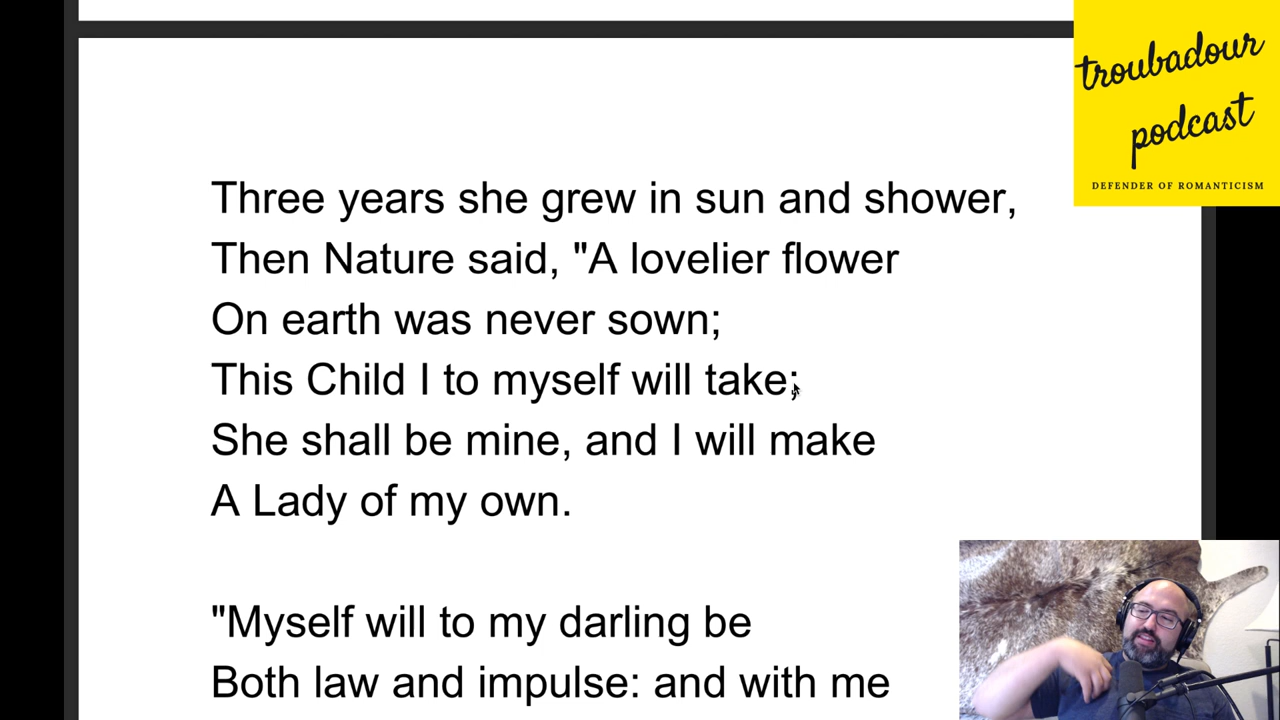 troubadour
podcast
DEFENDER OF ROMANTICISM
Three years she grew in sun and shower,
Then Nature said, "A lovelier flower
On earth was never sown;
This Child I to myself will take;
She shall be mine, and I will make
A Lady of my own.
"Myself will to my darling be
Both law and impulse: and with me